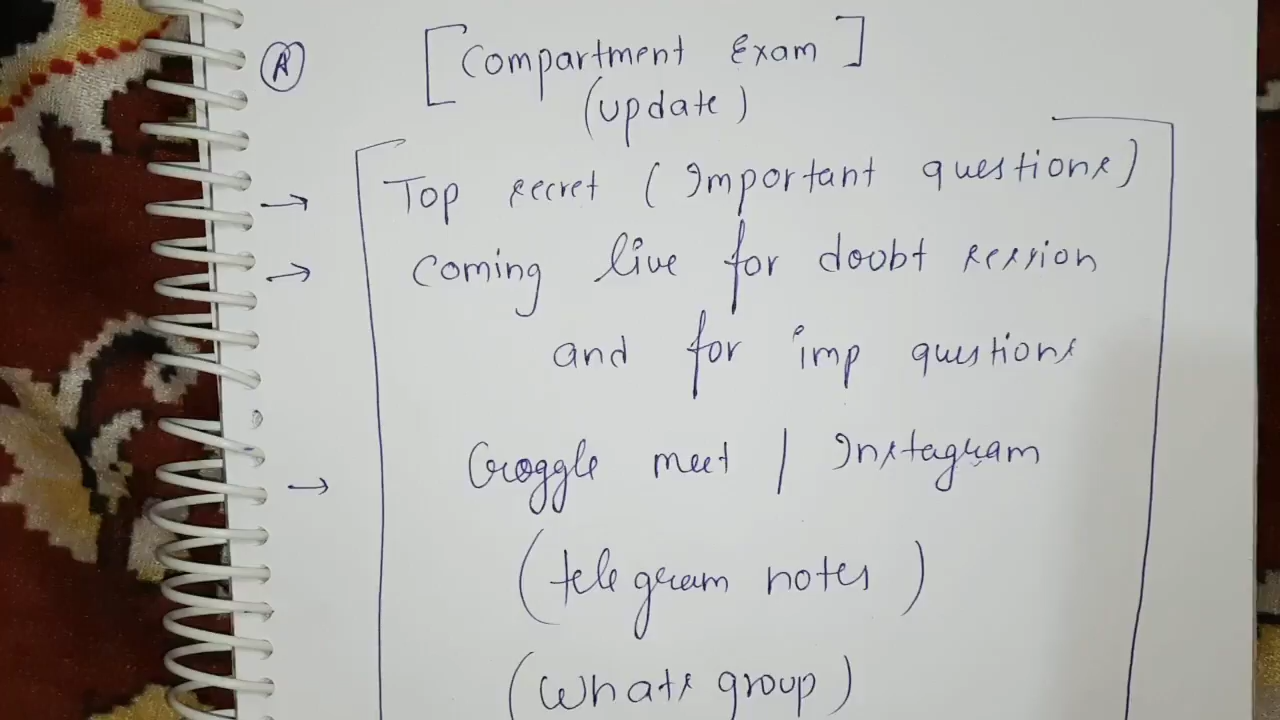 Ⓐ [Compartment Exam]
(update)
→ Top secret (Important questions)
→ Coming live for doubt session
and for imp questions
→ Goggle meet / Instagram
(telegram notes)
(Whats group)